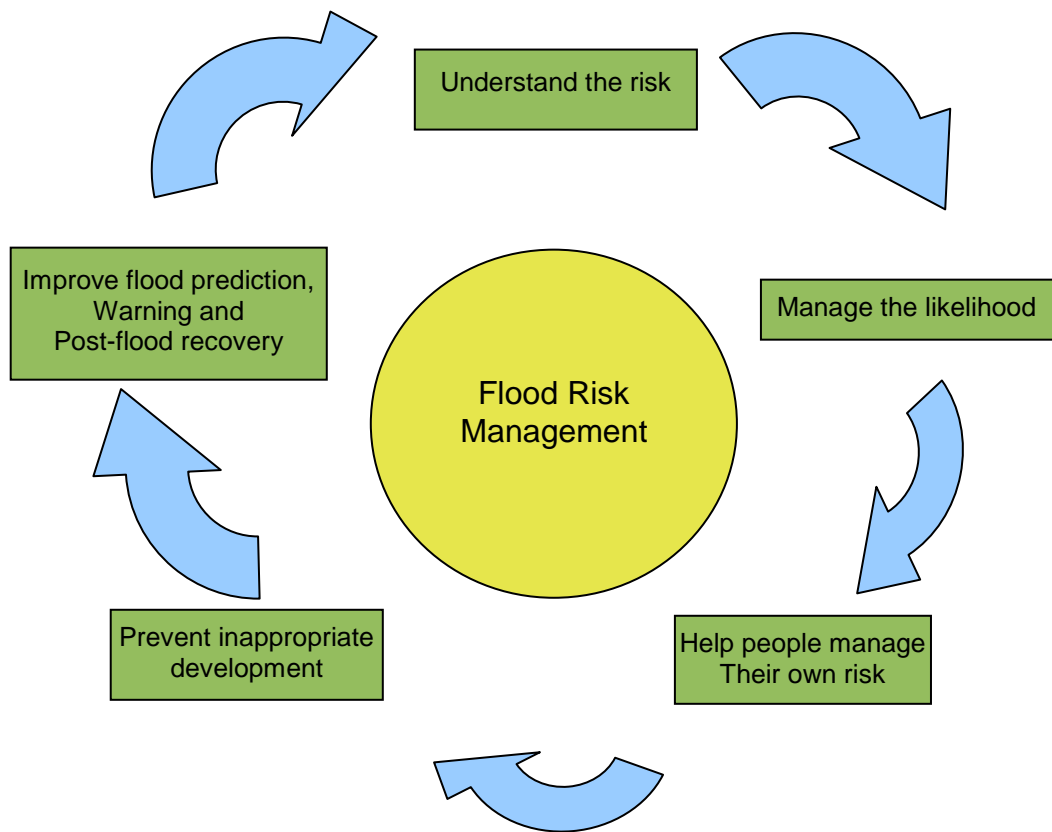 Understand the risk
Improve flood prediction,
Warning and
Post-flood recovery
Manage the likelihood
Flood Risk
Management
Prevent inappropriate
development
Help people manage
Their own risk